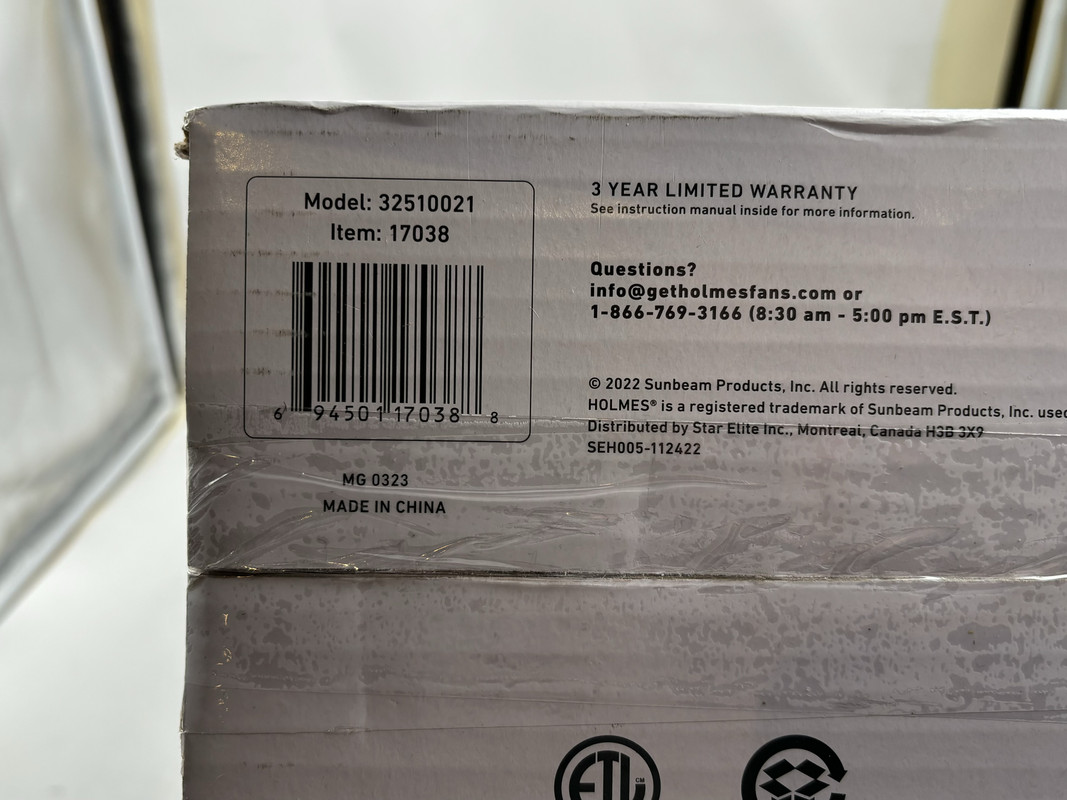 Model: 32510021
Item: 17038
6 94501 17038 8
MG 0323
MADE IN CHINA
3 YEAR LIMITED WARRANTY
See instruction manual inside for more information.
Questions?
info@getholmesfans.com or
1-866-769-3166 (8:30 am - 5:00 pm E.S.T.)
© 2022 Sunbeam Products, Inc. All rights reserved.
HOLMES® is a registered trademark of Sunbeam Products, Inc. used
Distributed by Star Elite Inc., Montreal, Canada H3B 3X9
SEH005-112422
ETL CM